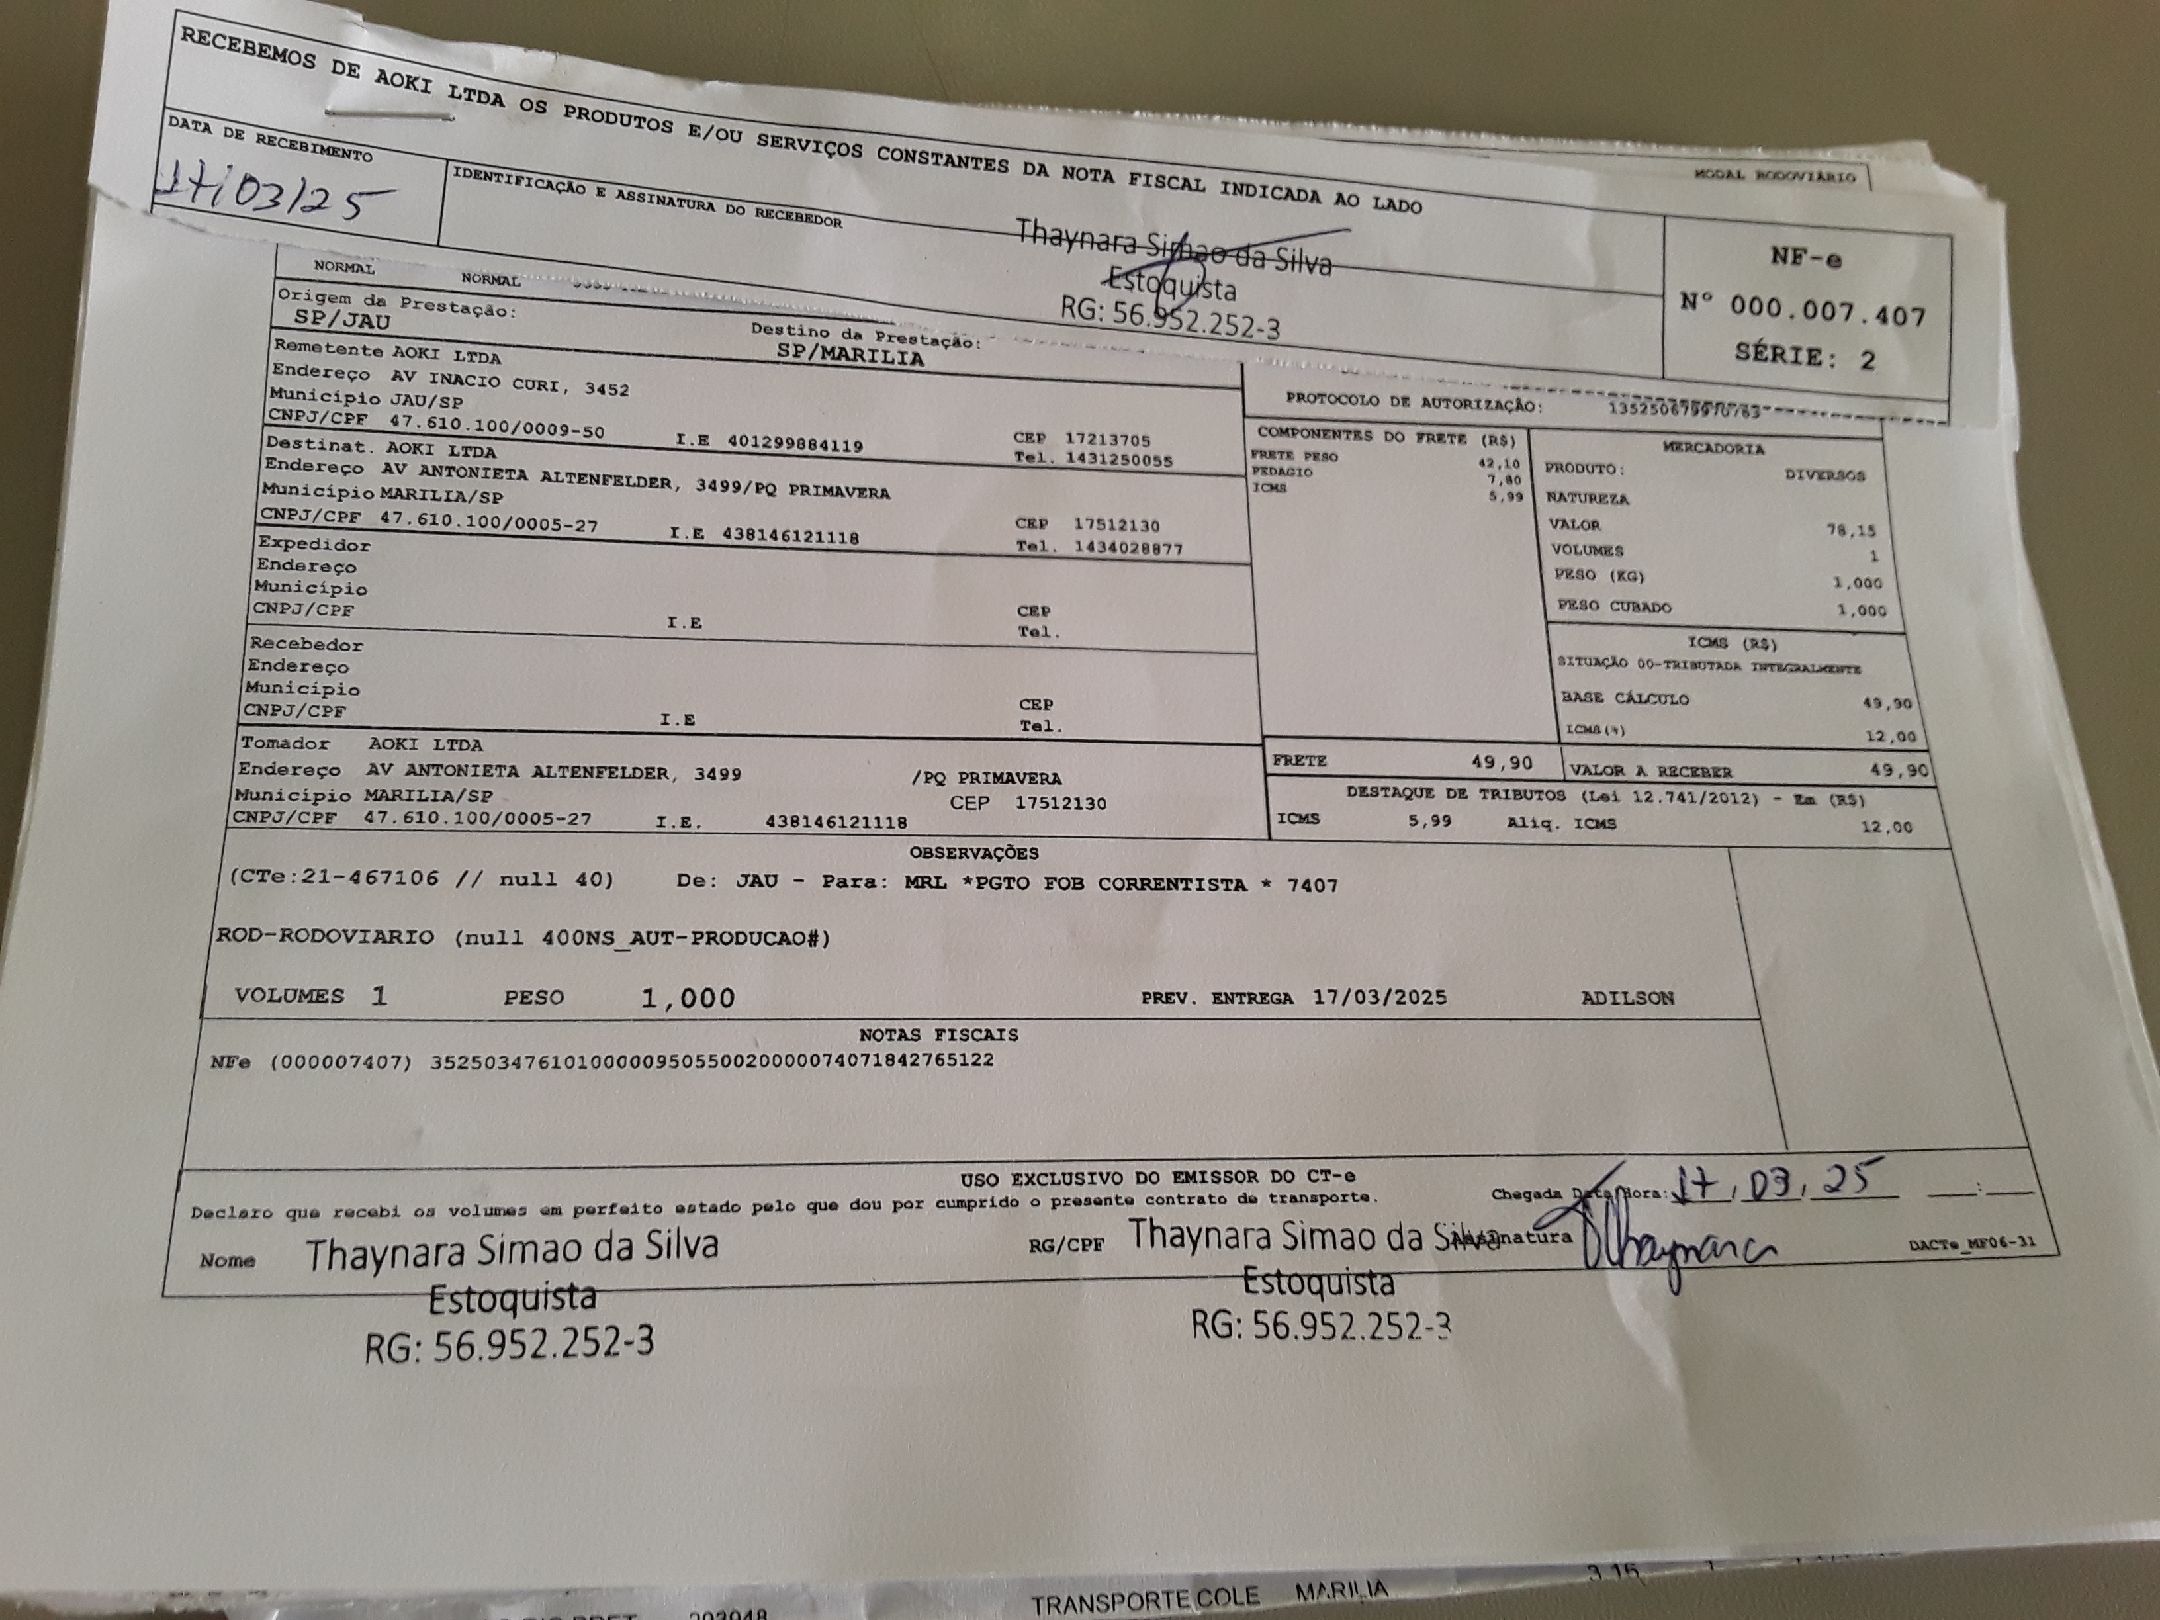 RECEBEMOS DE AOKI LTDA OS PRODUTOS E/OU SERVIÇOS CONSTANTES DA NOTA FISCAL INDICADA AO LADO
MODAL RODOVIÁRIO
DATA DE RECEBIMENTO
17/03/25
IDENTIFICAÇÃO E ASSINATURA DO RECEBEDOR
Thaynara Simao da Silva
Estoquista
RG: 56.952.252-3
NF-e
Nº 000.007.407
SÉRIE: 2
NORMAL NORMAL
Origem da Prestação:
SP/JAU
Destino da Prestação:
SP/MARILIA
PROTOCOLO DE AUTORIZAÇÃO:
Remetente AOKI LTDA
Endereço AV INACIO CURI, 3452
Município JAU/SP
CEP 17213705
CNPJ/CPF 47.610.100/0009-50 I.E 401299884119 Tel. 1431250055
Destinat. AOKI LTDA
Endereço AV ANTONIETA ALTENFELDER, 3499/PQ PRIMAVERA
Município MARILIA/SP CEP 17512130
CNPJ/CPF 47.610.100/0005-27 I.E 438146121118 Tel. 1434028877
Expedidor
Endereço
Município CEP
CNPJ/CPF I.E Tel.
Recebedor
Endereço
Município CEP
CNPJ/CPF I.E Tel.
Tomador AOKI LTDA
Endereço AV ANTONIETA ALTENFELDER, 3499 /PQ PRIMAVERA
Município MARILIA/SP CEP 17512130
CNPJ/CPF 47.610.100/0005-27 I.E. 438146121118
COMPONENTES DO FRETE (R$)
FRETE PESO 42,10
PEDAGIO 7,80
ICMS 5,99
MERCADORIA
PRODUTO: DIVERSOS
NATUREZA
VALOR 78,15
VOLUMES 1
PESO (KG) 1,000
PESO CUBADO 1,000
ICMS (R$)
SITUAÇÃO 00-TRIBUTADA INTEGRALMENTE
BASE CÁLCULO 49,90
ICMS(%) 12,00
FRETE 49,90 VALOR A RECEBER 49,90
DESTAQUE DE TRIBUTOS (Lei 12.741/2012) - Em (R$)
ICMS 5,99 Aliq. ICMS 12,00
OBSERVAÇÕES
(CTe:21-467106 // null 40) De: JAU - Para: MRL *PGTO FOB CORRENTISTA * 7407
ROD-RODOVIARIO (null 400NS_AUT-PRODUCAO#)
VOLUMES 1 PESO 1,000 PREV. ENTREGA 17/03/2025 ADILSON
NOTAS FISCAIS
NFe (000007407) 35250347610100000950550020000074071842765122
USO EXCLUSIVO DO EMISSOR DO CT-e
Declaro que recebi os volumes em perfeito estado pelo que dou por cumprido o presente contrato de transporte.
Chegada Data/Hora: 17, 03, 25 :
Nome Thaynara Simao da Silva
Estoquista
RG: 56.952.252-3
RG/CPF Thaynara Simao da Silva
Estoquista
RG: 56.952.252-3
Assinatura Thaynara
DACTe_MF06-31
TRANSPORTE COLE MARILIA